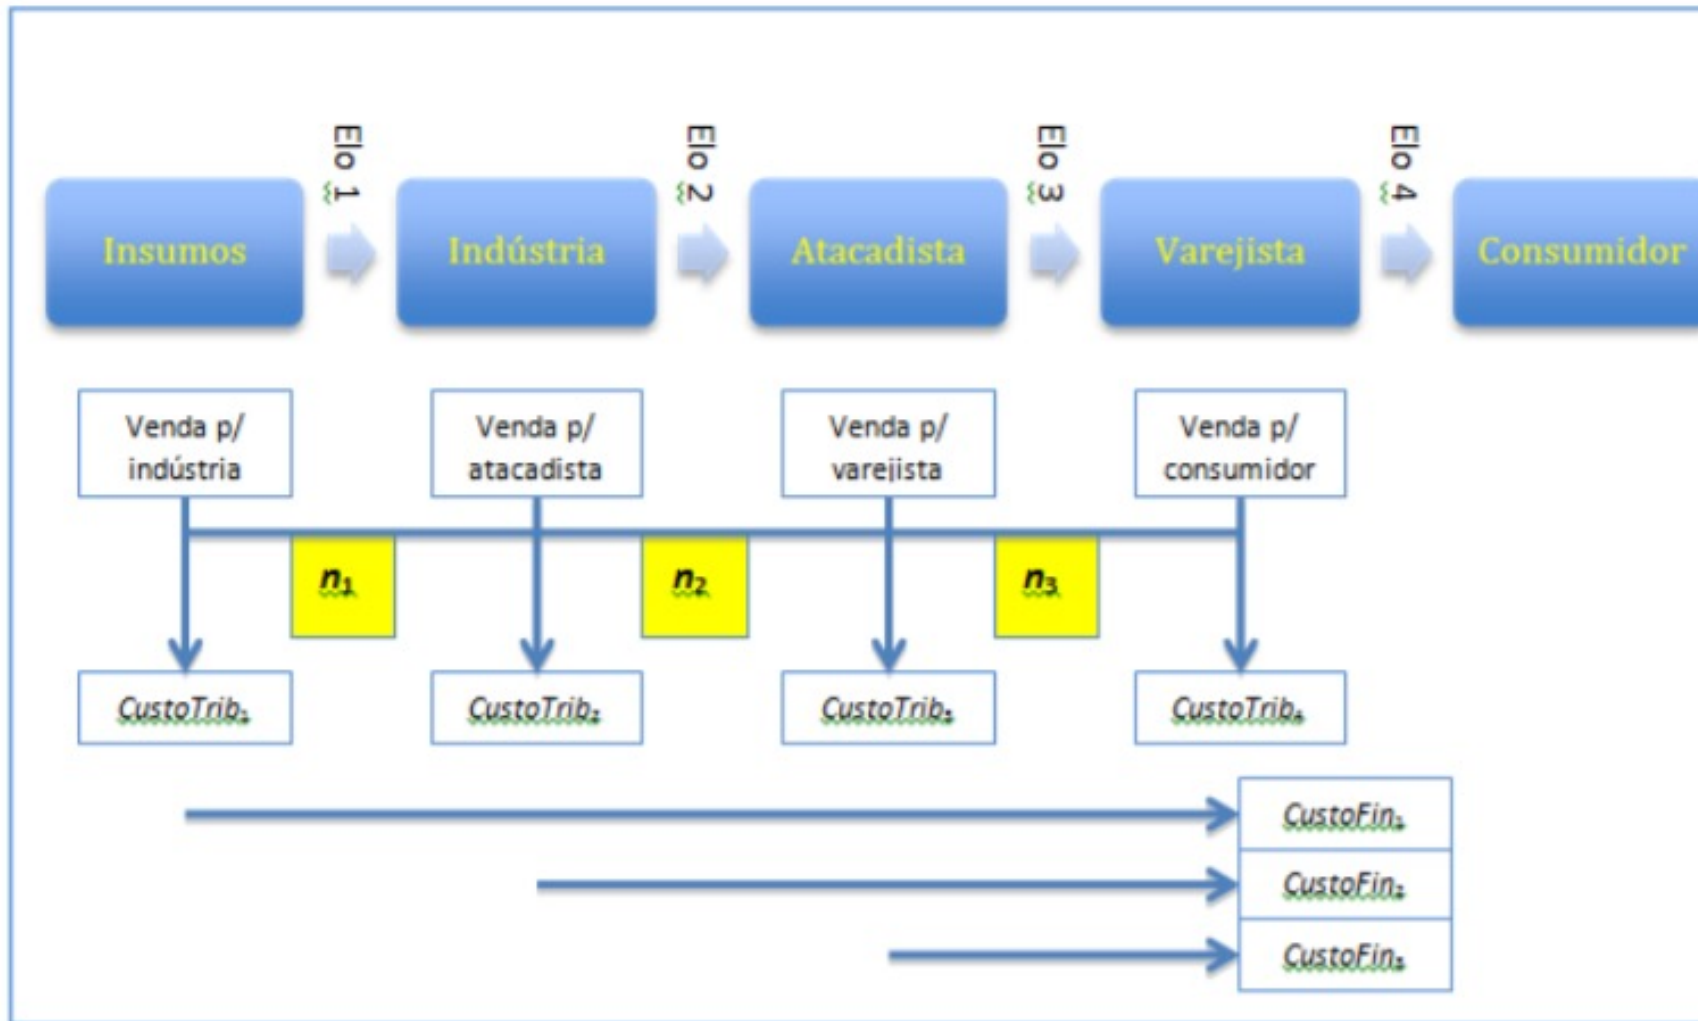 Elo 1
Elo 2
Elo 3
Elo 4
Insumos
Indústria
Atacadista
Varejista
Consumidor
Venda p/
indústria
Venda p/
atacadista
Venda p/
varejista
Venda p/
consumidor
n₁
n₂
n₃
CustoTrib₁
CustoTrib₂
CustoTrib₃
CustoTrib₄
CustoFin₁
CustoFin₂
CustoFin₃